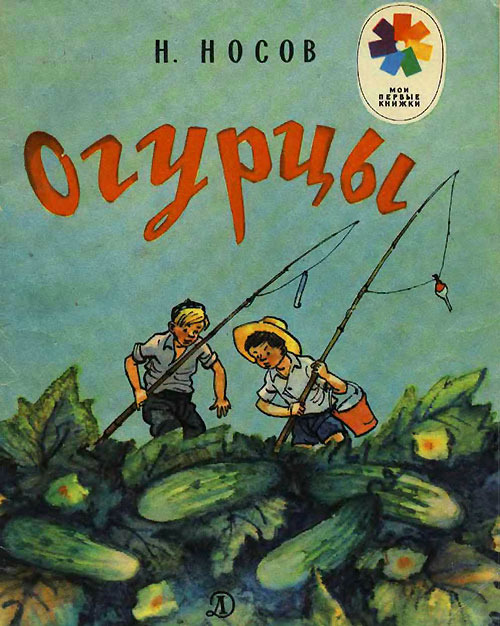 Н. НОСОВ
МОИ
ПЕРВЫЕ
КНИЖКИ
Огурцы
Д